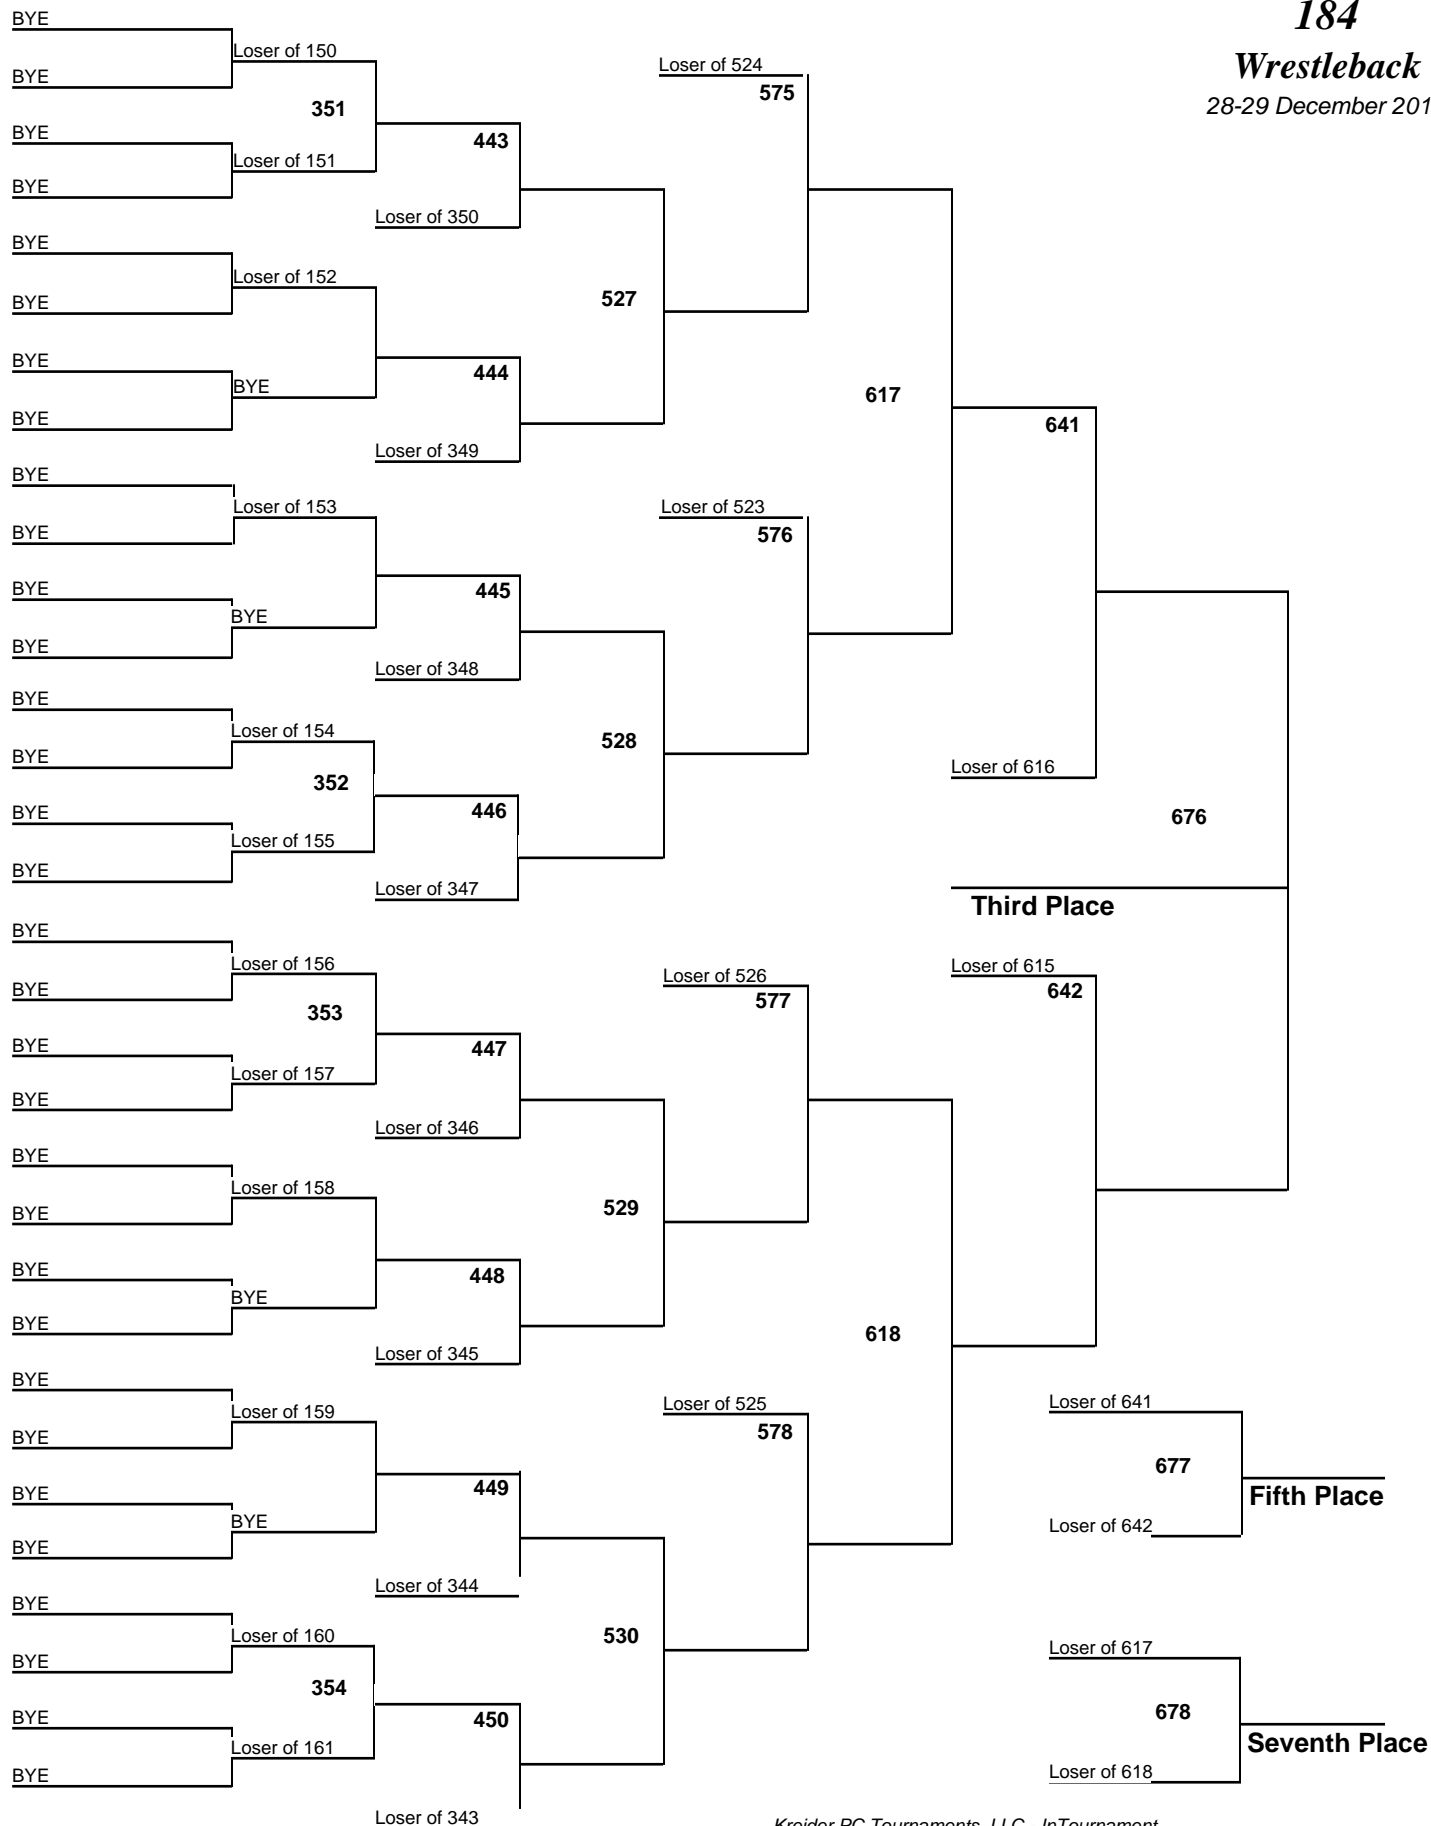 184
Wrestleback
28-29 December 201
BYE
Loser of 150
BYE
351
BYE
Loser of 151
BYE
443
Loser of 350
BYE
Loser of 152
BYE
BYE
BYE
BYE
444
Loser of 349
527
Loser of 524
575
BYE
Loser of 153
BYE
BYE
BYE
BYE
445
Loser of 348
BYE
Loser of 154
BYE
352
BYE
Loser of 155
BYE
446
Loser of 347
528
Loser of 523
576
617
641
Loser of 616
676
Third Place
BYE
Loser of 156
BYE
353
BYE
Loser of 157
BYE
447
Loser of 346
BYE
Loser of 158
BYE
BYE
BYE
BYE
448
Loser of 345
529
Loser of 526
577
Loser of 615
642
BYE
Loser of 159
BYE
BYE
BYE
BYE
449
Loser of 344
BYE
Loser of 160
BYE
354
BYE
Loser of 161
BYE
450
Loser of 343
530
Loser of 525
578
618
Loser of 641
677
Fifth Place
Loser of 642
Loser of 617
678
Seventh Place
Loser of 618
Kreider PC Tournaments, LLC - InTournament